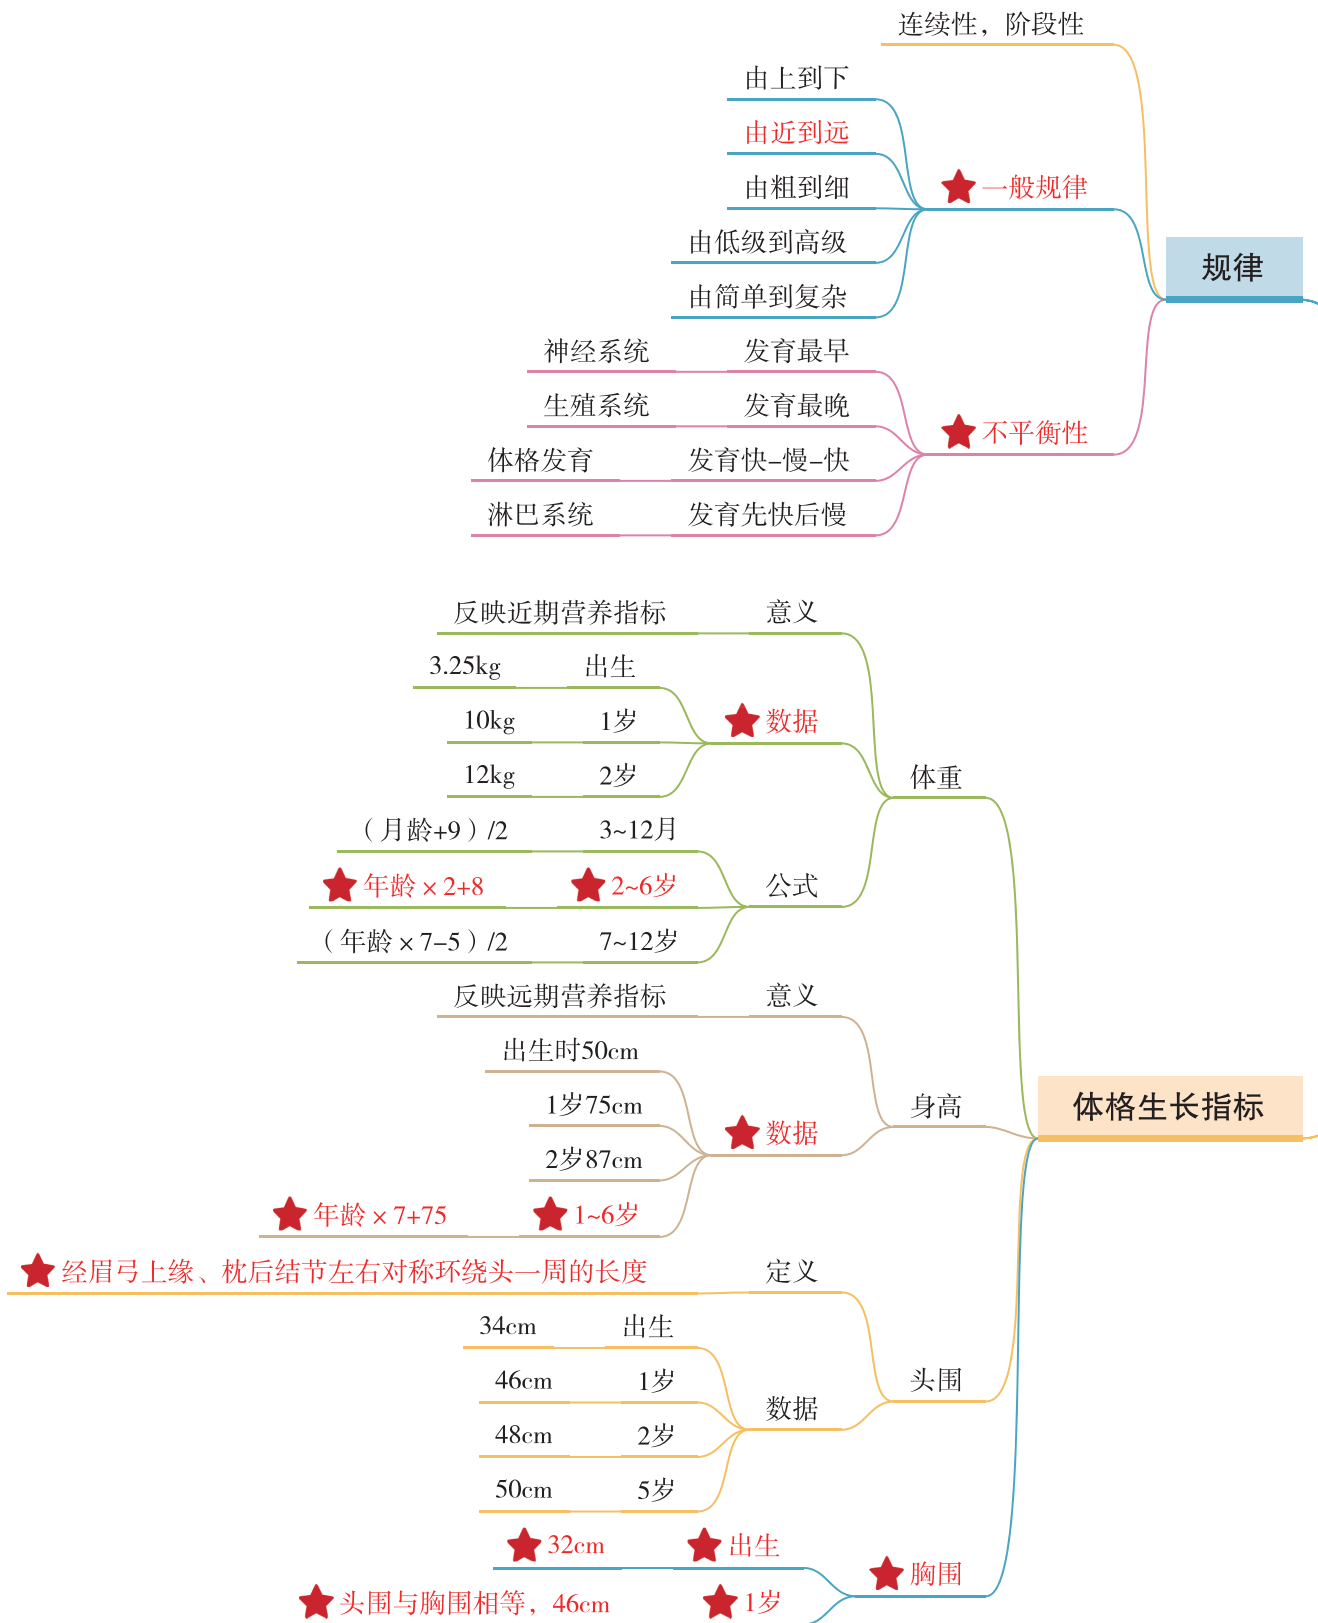 连续性，阶段性
由上到下
由近到远
由粗到细
由低级到高级
由简单到复杂
一般规律
规律
神经系统 发育最早
生殖系统 发育最晚
体格发育 发育快–慢–快
淋巴系统 发育先快后慢
不平衡性
反映近期营养指标 意义
3.25kg 出生
10kg 1岁
12kg 2岁
数据
体重
（月龄+9）/2 3~12月
年龄×2+8 2~6岁
（年龄×7–5）/2 7~12岁
公式
反映远期营养指标 意义
出生时50cm
1岁75cm
2岁87cm
年龄×7+75 1~6岁
数据
身高
体格生长指标
经眉弓上缘、枕后结节左右对称环绕头一周的长度 定义
34cm 出生
46cm 1岁
48cm 2岁
50cm 5岁
数据
头围
32cm 出生
头围与胸围相等，46cm 1岁
胸围